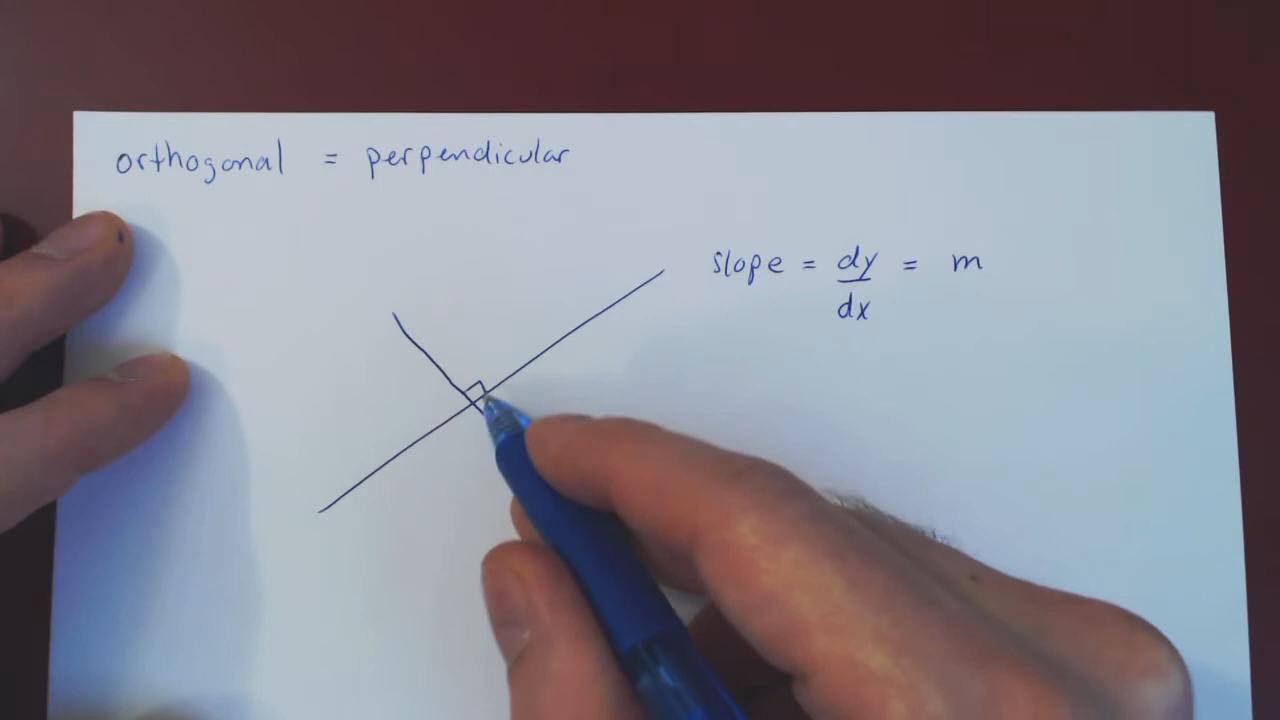 orthogonal = perpendicular
slope = dy/dx = m